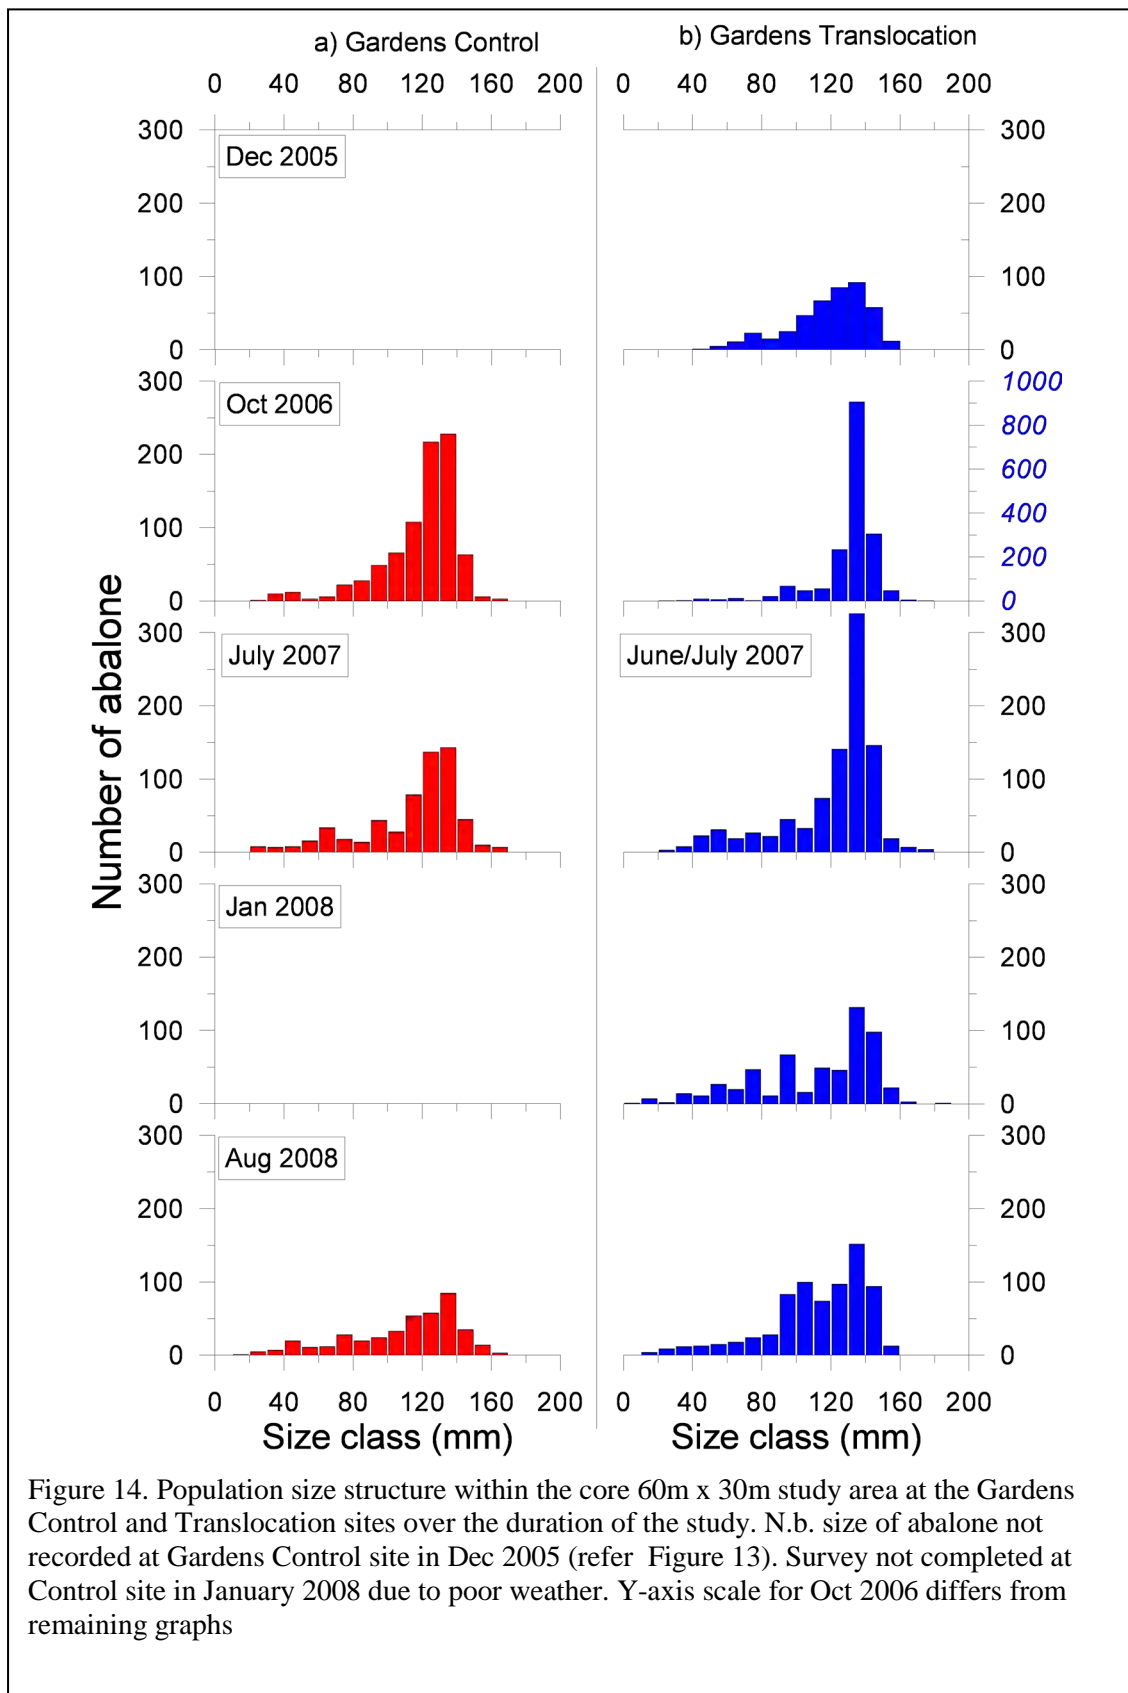 a) Gardens Control
b) Gardens Translocation
0 40 80 120 160 200
0 40 80 120 160 200
300
200
100
0
Dec 2005
300
200
100
0
300
200
100
0
Oct 2006
1000
800
600
400
200
0
300
200
100
0
July 2007
June/July 2007
300
200
100
0
300
200
100
0
Jan 2008
300
200
100
0
300
200
100
0
Aug 2008
300
200
100
0
Number of abalone
0 40 80 120 160 200
0 40 80 120 160 200
Size class (mm)
Size class (mm)
Figure 14. Population size structure within the core 60m x 30m study area at the Gardens
Control and Translocation sites over the duration of the study. N.b. size of abalone not
recorded at Gardens Control site in Dec 2005 (refer Figure 13). Survey not completed at
Control site in January 2008 due to poor weather. Y-axis scale for Oct 2006 differs from
remaining graphs